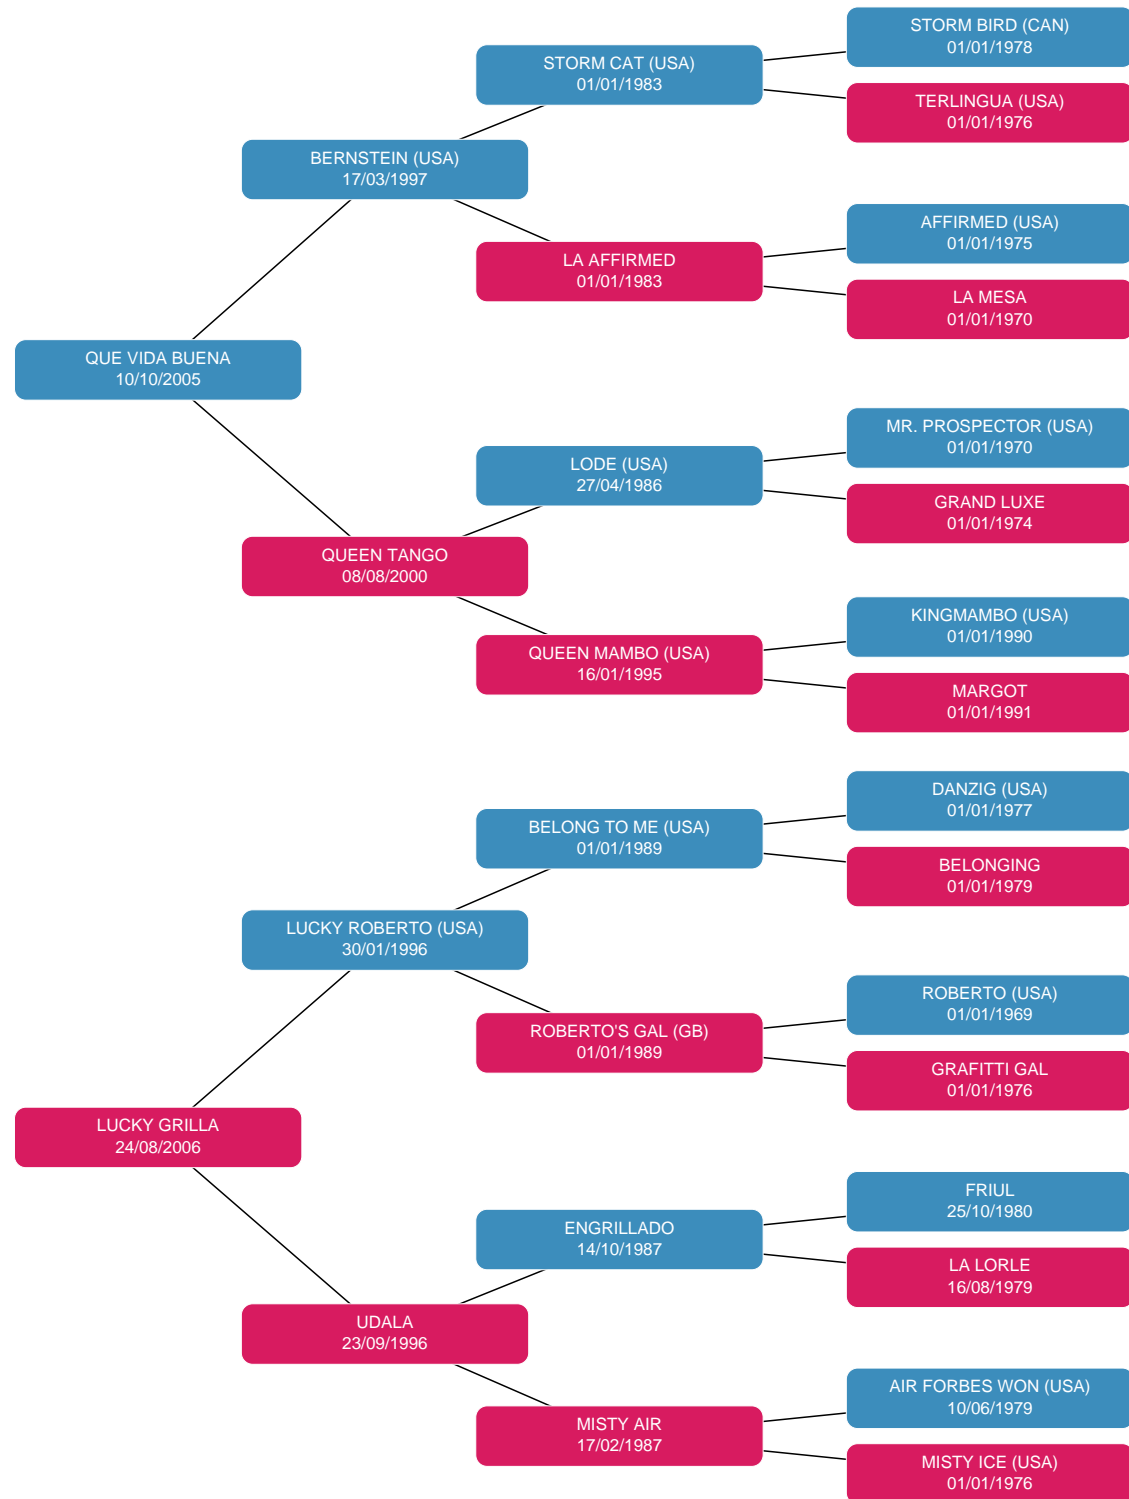 STORM BIRD (CAN)
01/01/1978
STORM CAT (USA)
01/01/1983
TERLINGUA (USA)
01/01/1976
BERNSTEIN (USA)
17/03/1997
AFFIRMED (USA)
01/01/1975
LA AFFIRMED
01/01/1983
LA MESA
01/01/1970
QUE VIDA BUENA
10/10/2005
MR. PROSPECTOR (USA)
01/01/1970
LODE (USA)
27/04/1986
GRAND LUXE
01/01/1974
QUEEN TANGO
08/08/2000
KINGMAMBO (USA)
01/01/1990
QUEEN MAMBO (USA)
16/01/1995
MARGOT
01/01/1991
DANZIG (USA)
01/01/1977
BELONG TO ME (USA)
01/01/1989
BELONGING
01/01/1979
LUCKY ROBERTO (USA)
30/01/1996
ROBERTO (USA)
01/01/1969
ROBERTO'S GAL (GB)
01/01/1989
GRAFITTI GAL
01/01/1976
LUCKY GRILLA
24/08/2006
FRIUL
25/10/1980
ENGRILLADO
14/10/1987
LA LORLE
16/08/1979
UDALA
23/09/1996
AIR FORBES WON (USA)
10/06/1979
MISTY AIR
17/02/1987
MISTY ICE (USA)
01/01/1976